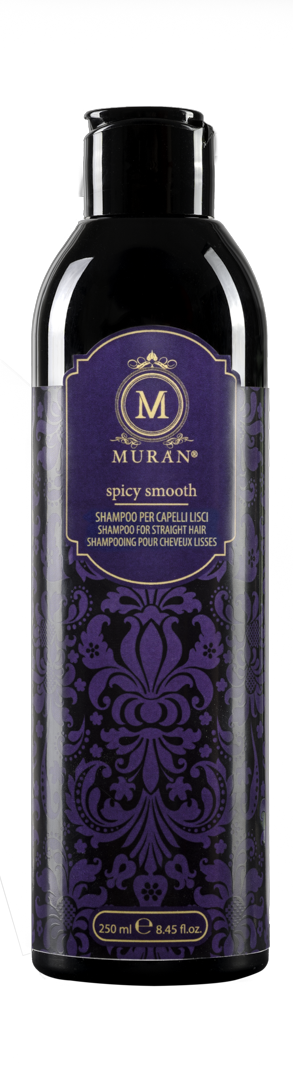 M
MURÁN®
spicy smooth
SHAMPOO PER CAPELLI LISCI
SHAMPOO FOR STRAIGHT HAIR
SHAMPOOING POUR CHEVEUX LISSES
250 ml ℮ 8.45 fl.oz.